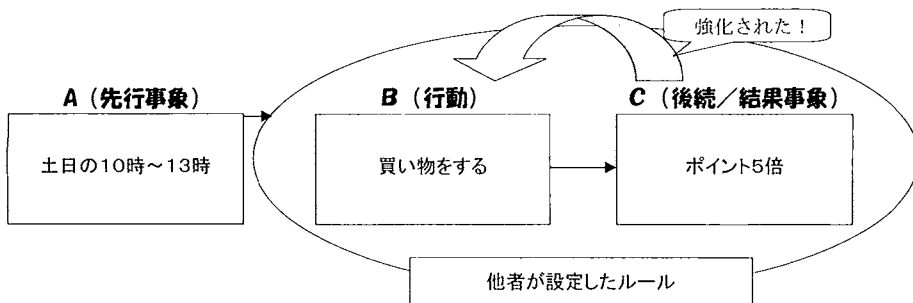 強化された！
A（先行事象）
B（行動）
C（後続／結果事象）
土日の10時～13時
買い物をする
ポイント5倍
他者が設定したルール